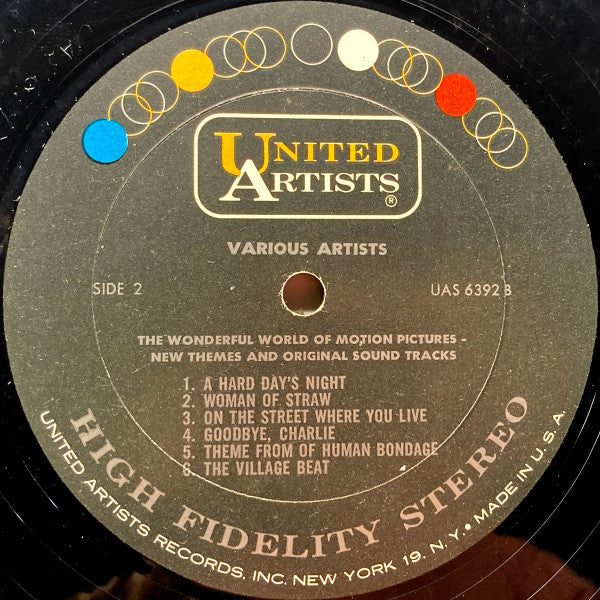 UNITED
ARTISTS
®
VARIOUS ARTISTS
SIDE 2
UAS 6392 B
THE WONDERFUL WORLD OF MOTION PICTURES -
NEW THEMES AND ORIGINAL SOUND TRACKS
1. A HARD DAY'S NIGHT
2. WOMAN OF STRAW
3. ON THE STREET WHERE YOU LIVE
4. GOODBYE, CHARLIE
5. THEME FROM OF HUMAN BONDAGE
6. THE VILLAGE BEAT
HIGH FIDELITY STEREO
UNITED ARTISTS RECORDS, INC. NEW YORK 19, N.Y. • MADE IN U.S.A.